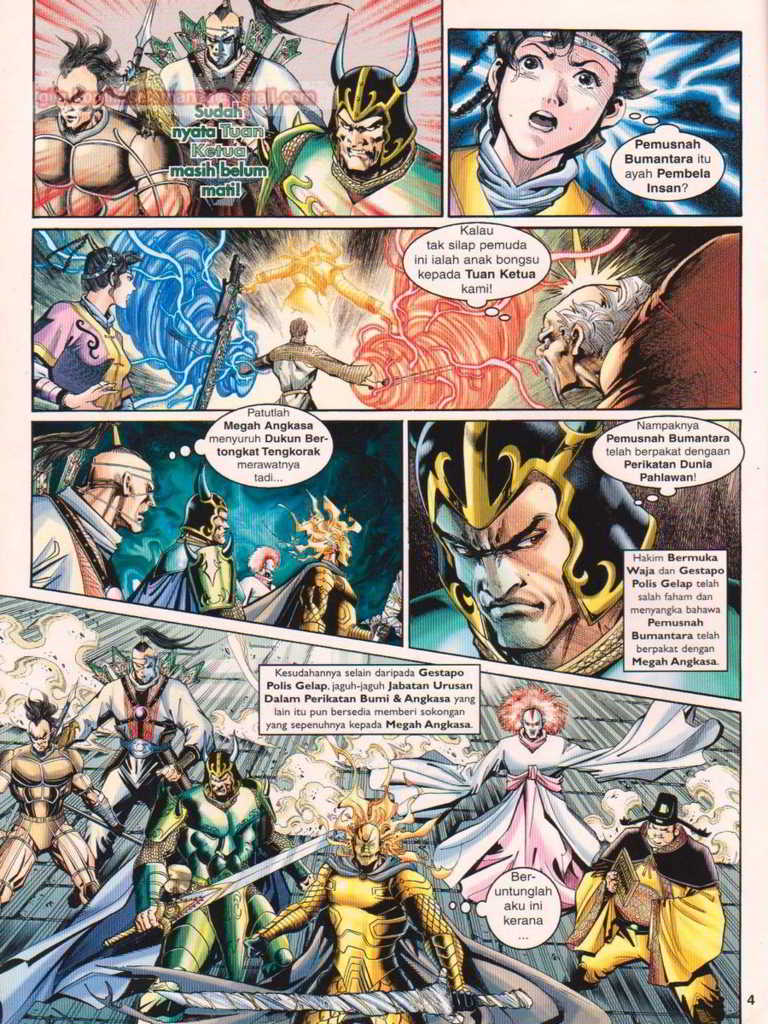 Sudah
nyata Tuan
Ketua
masih belum
mati!
Pemusnah
Bumantara itu
ayah Pembela
Insan?
Kalau
tak silap pemuda
ini ialah anak bongsu
kepada Tuan Ketua
kami!
Patutlah
Megah Angkasa
menyuruh Dukun Ber-
tongkat Tengkorak
merawatnya
tadi...
Nampaknya
Pemusnah Bumantara
telah berpakat dengaan
Perikatan Dunia
Pahlawan!
Hakim Bermuka
Waja dan Gestapo
Polis Gelap telah
salah faham dan
menyangka bahawa
Pemusnah
Bumantara telah
berpakat dengan
Megah Angkasa.
Kesudahannya selain daripada Gestapo
Polis Gelap, jaguh-jaguh Jabatan Urusan
Dalam Perikatan Bumi & Angkasa yang
lain itu pun bersedia memberi sokongan
yang sepenuhnya kepada Megah Angkasa.
Ber-
untunglah
aku ini
kerana
...
4